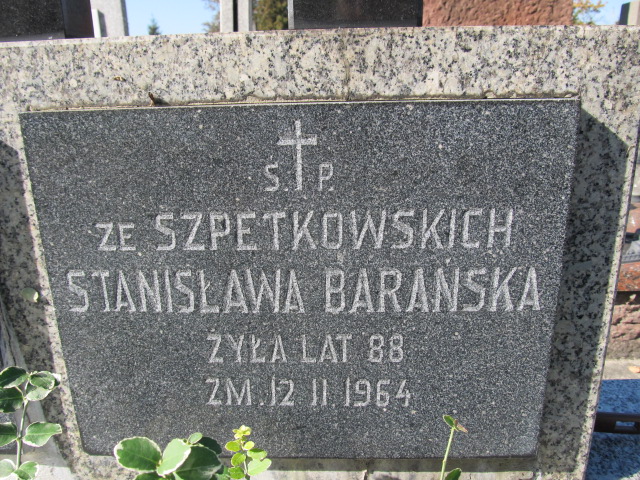 Ś. P.
ZE SZPETKOWSKICH
STANISŁAWA BARAŃSKA
ŻYŁA LAT 88
ZM. 12 II. 1964